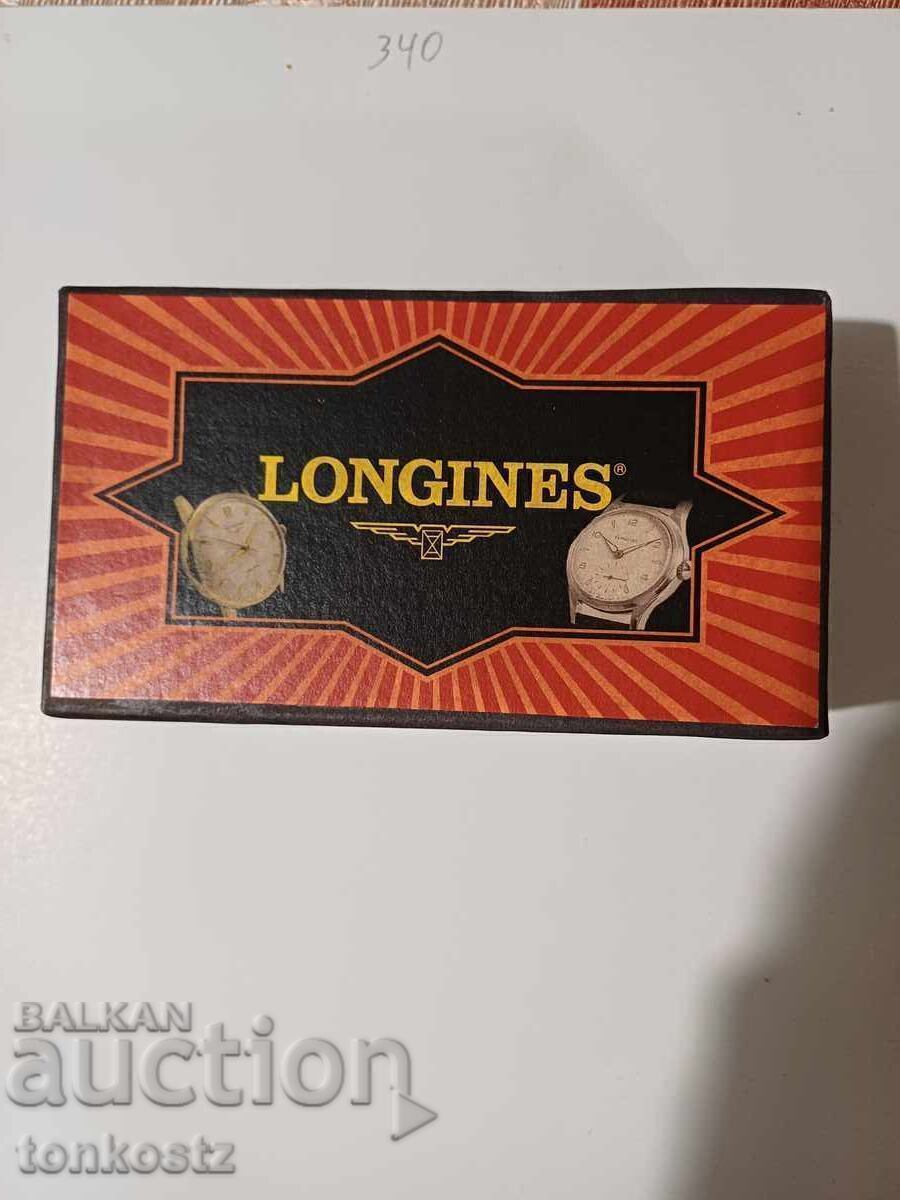 340
LONGINES®
BALKAN
auction
tonkostz